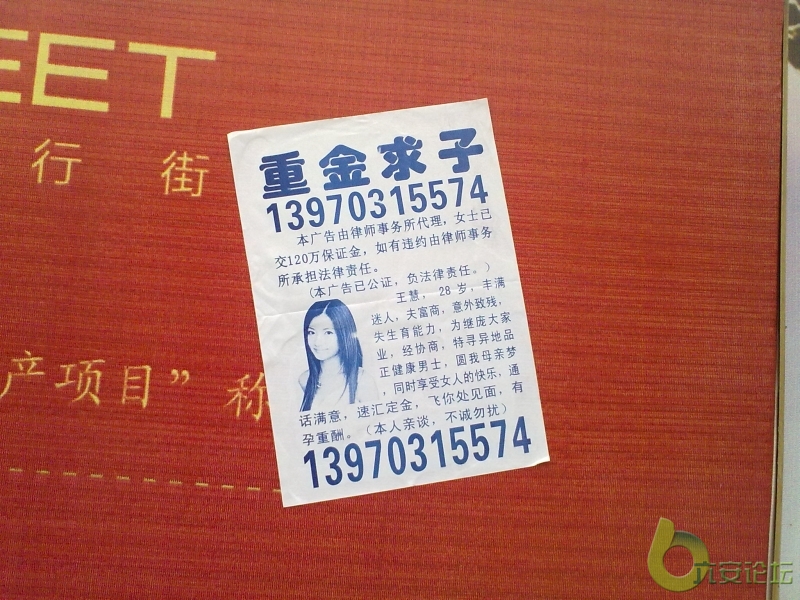 EET
行 街
重金求子
13970315574
本广告由律师事务所代理,女士已
交120万保证金,如有违约由律师事务
所承担法律责任。
(本广告已公证,负法律责任。)
王慧,28岁,丰满
迷人,夫富商,意外致残,
失生育能力,为继庞大家
业,经协商,特寻异地品
正健康男士,圆我母亲梦
,同时享受女人的快乐,通
话满意,速汇定金,飞你处见面,有
孕重酬。(本人亲谈,不诚勿扰)
13970315574
产项目”称
六安论坛